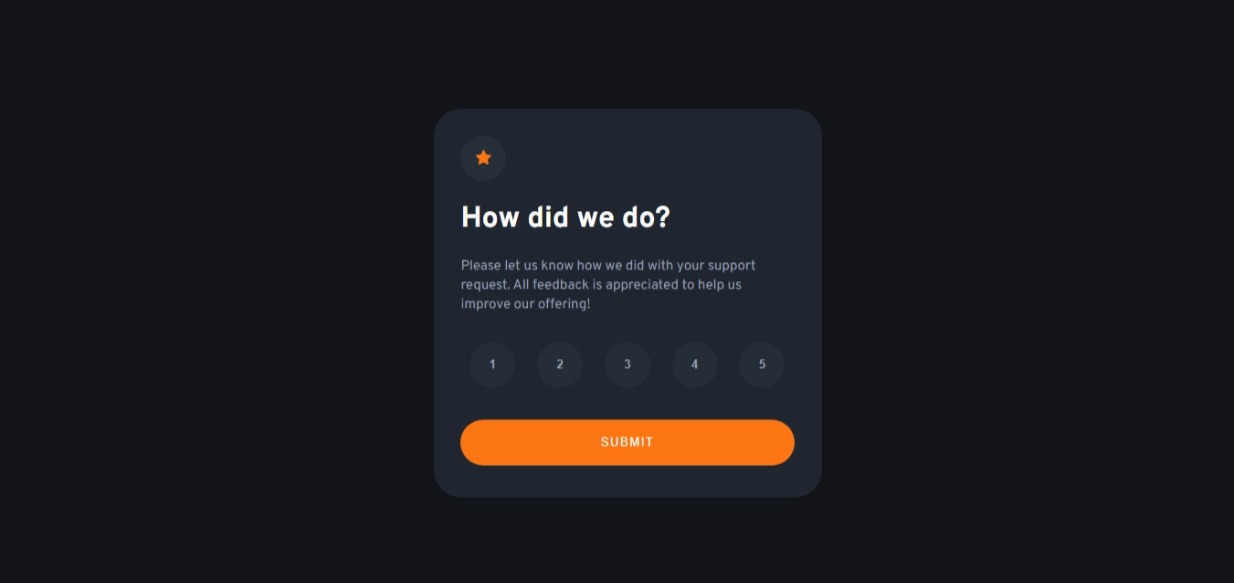 How did we do?
Please let us know how we did with your support
request. All feedback is appreciated to help us
improve our offering!
1 2 3 4 5
SUBMIT